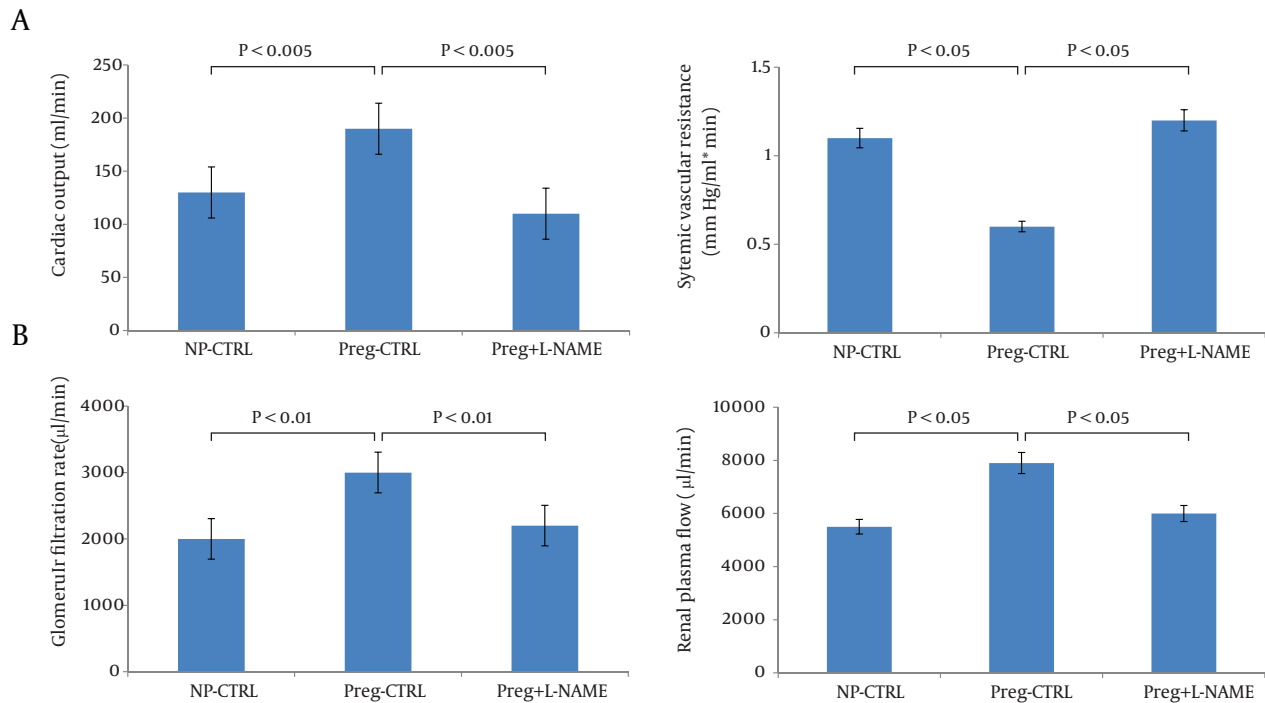 A
P < 0.005
P < 0.005
Cardiac output (ml/min)
250
200
150
100
50
0
NP-CTRL
Preg-CTRL
Preg+L-NAME
P < 0.05
P < 0.05
Sytemic vascular resistance
(mm Hg/ml* min)
1.5
1
0.5
0
NP-CTRL
Preg-CTRL
Preg+L-NAME
B
P < 0.01
P < 0.01
Glomerulr filtration rate(µl/min)
4000
3000
2000
1000
0
NP-CTRL
Preg-CTRL
Preg+L-NAME
P < 0.05
P < 0.05
Renal plasma flow ( µl/min)
10000
8000
6000
4000
2000
0
NP-CTRL
Preg-CTRL
Preg+L-NAME